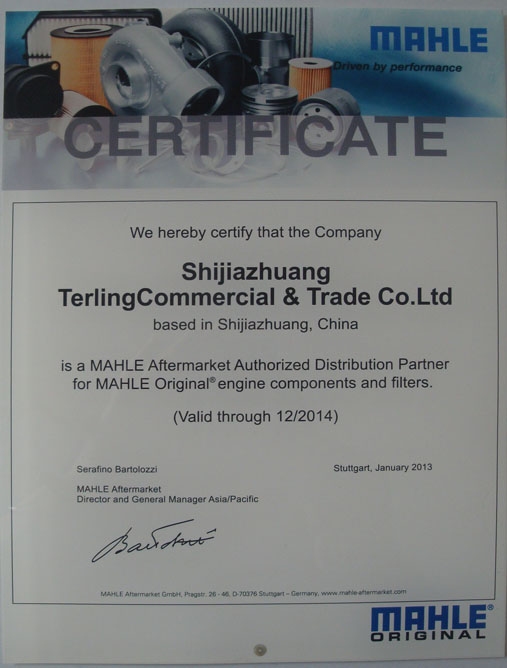 MAHLE
Driven by performance
CERTIFICATE
We hereby certify that the Company
Shijiazhuang
TerlingCommercial & Trade Co.Ltd
based in Shijiazhuang, China
is a MAHLE Aftermarket Authorized Distribution Partner
for MAHLE Original® engine components and filters.
(Valid through 12/2014)
Serafino Bartolozzi
Stuttgart, January 2013
MAHLE Aftermarket
Director and General Manager Asia/Pacific
MAHLE Aftermarket GmbH, Pragstr. 26 - 46, D-70376 Stuttgart – Germany, www.mahle-aftermarket.com
MAHLE®
ORIGINAL